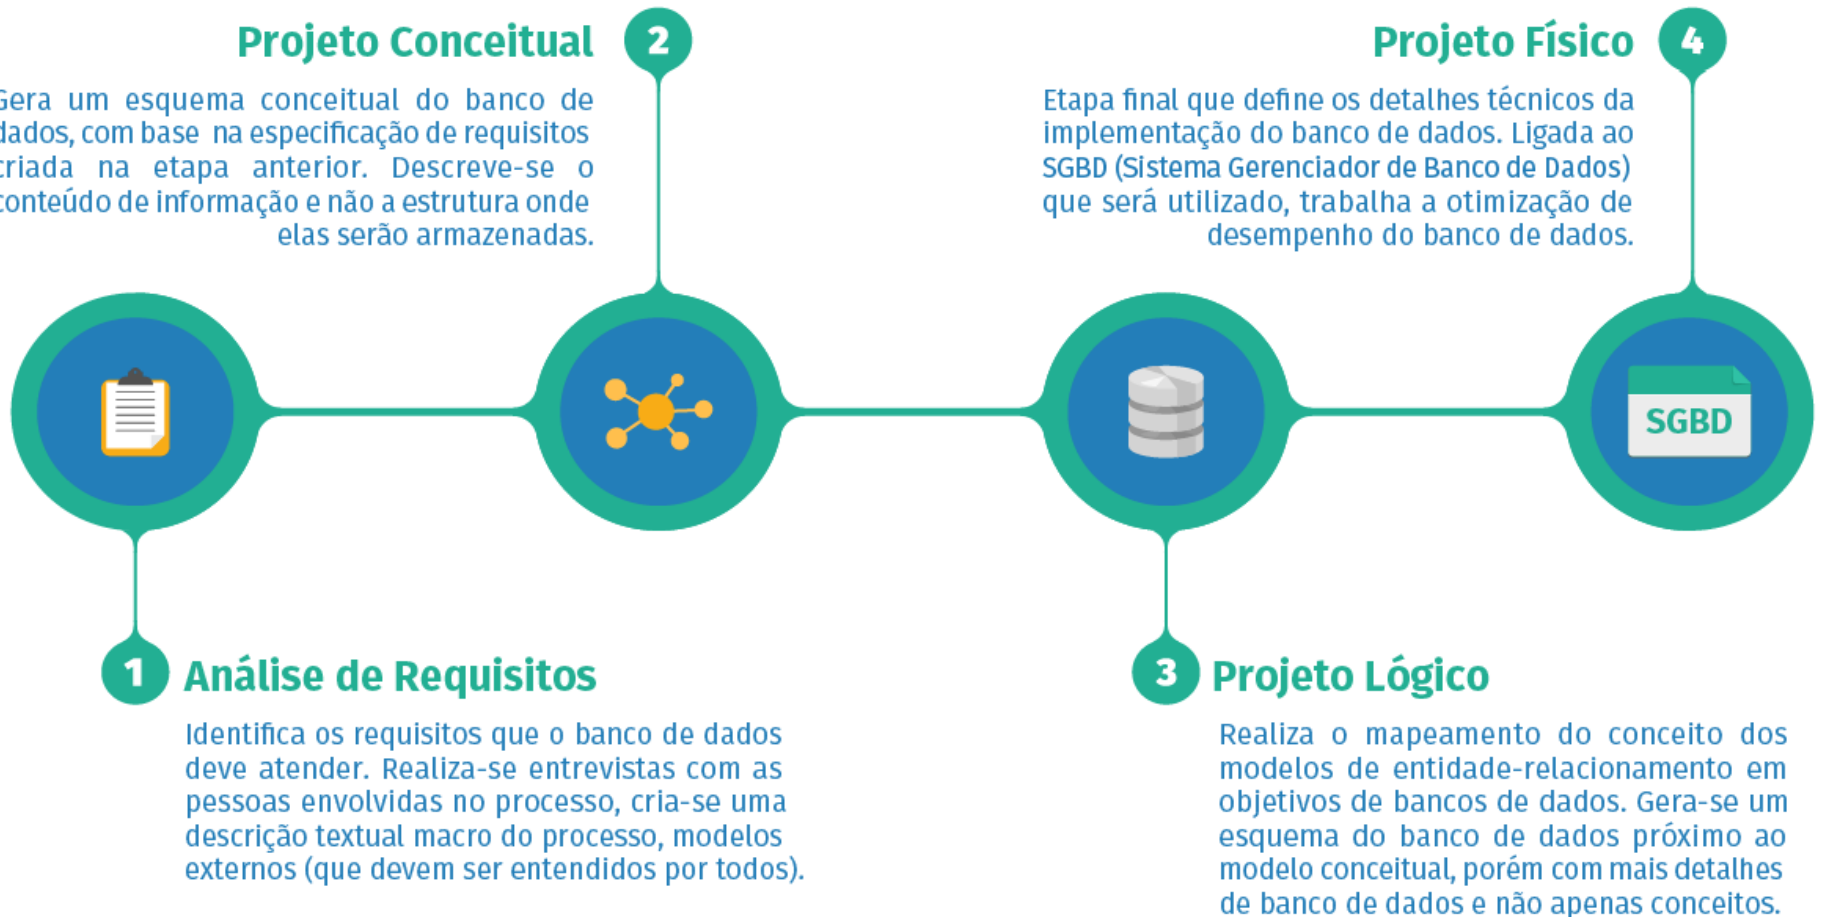 Projeto Conceitual
2
Gera um esquema conceitual do banco de
dados, com base na especificação de requisitos
criada na etapa anterior. Descreve-se o
conteúdo de informação e não a estrutura onde
elas serão armazenadas.
Projeto Físico
4
Etapa final que define os detalhes técnicos da
implementação do banco de dados. Ligada ao
SGBD (Sistema Gerenciador de Banco de Dados)
que será utilizado, trabalha a otimização de
desempenho do banco de dados.
SGBD
1
Análise de Requisitos
Identifica os requisitos que o banco de dados
deve atender. Realiza-se entrevistas com as
pessoas envolvidas no processo, cria-se uma
descrição textual macro do processo, modelos
externos (que devem ser entendidos por todos).
3
Projeto Lógico
Realiza o mapeamento do conceito dos
modelos de entidade-relacionamento em
objetivos de bancos de dados. Gera-se um
esquema do banco de dados próximo ao
modelo conceitual, porém com mais detalhes
de banco de dados e não apenas conceitos.